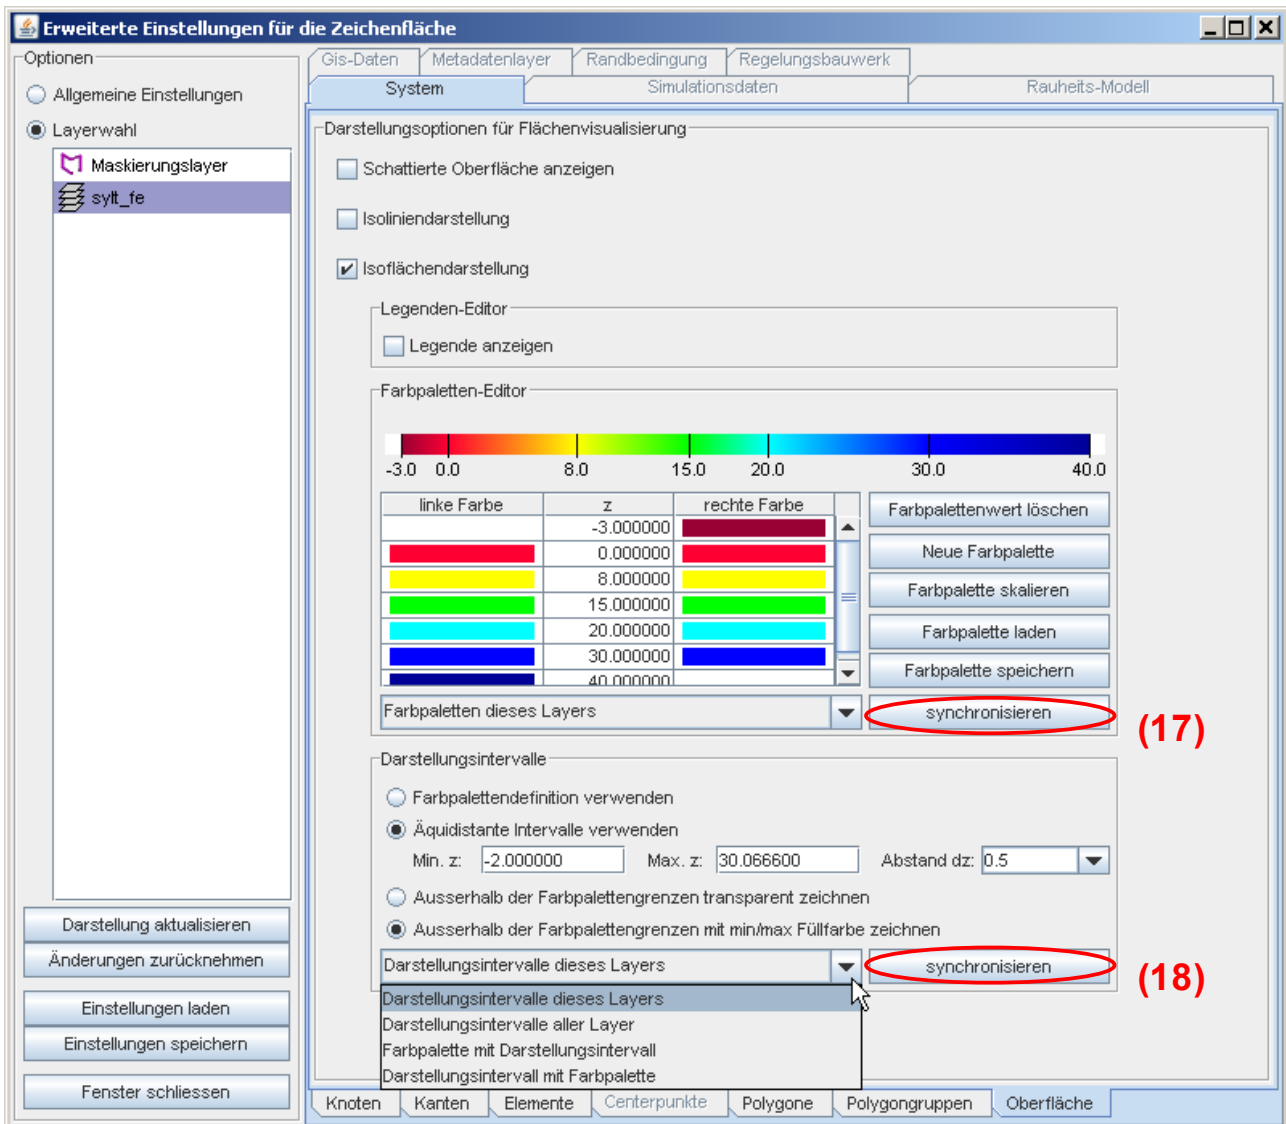 Erweiterte Einstellungen für die Zeichenfläche
Optionen
Allgemeine Einstellungen
Layerwahl
Maskierungslayer
sylt_fe
Darstellung aktualisieren
Änderungen zurücknehmen
Einstellungen laden
Einstellungen speichern
Fenster schliessen
Gis-Daten Metadatenlayer Randbedingung Regelungsbauwerk
System Simulationsdaten Rauheits-Modell
Darstellungsoptionen für Flächenvisualisierung
Schattierte Oberfläche anzeigen
Isoliniendarstellung
Isoflächendarstellung
Legenden-Editor
Legende anzeigen
Farbpaletten-Editor
-3.0 0.0 8.0 15.0 20.0 30.0 40.0
linke Farbe z rechte Farbe
-3.000000
0.000000
8.000000
15.000000
20.000000
30.000000
40.000000
Farbpalettenwert löschen
Neue Farbpalette
Farbpalette skalieren
Farbpalette laden
Farbpalette speichern
Farbpaletten dieses Layers synchronisieren (17)
Darstellungsintervalle
Farbpalettendefinition verwenden
Äquidistante Intervalle verwenden
Min. z: -2.000000 Max. z: 30.066600 Abstand dz: 0.5
Ausserhalb der Farbpalettengrenzen transparent zeichnen
Ausserhalb der Farbpalettengrenzen mit min/max Füllfarbe zeichnen
Darstellungsintervalle dieses Layers synchronisieren (18)
Darstellungsintervalle dieses Layers
Darstellungsintervalle aller Layer
Farbpalette mit Darstellungsintervall
Darstellungsintervall mit Farbpalette
Knoten Kanten Elemente Centerpunkte Polygone Polygongruppen Oberfläche